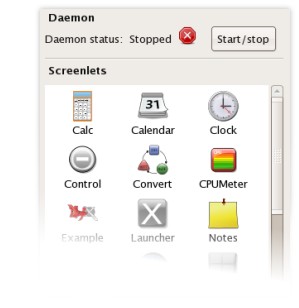 Daemon
Daemon status: Stopped Start/stop
Screenlets
31
Calc Calendar Clock
Control Convert CPUMeter
Example Launcher Notes